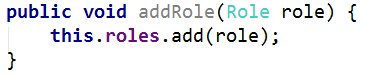 public void addRole(Role role) {
    this.roles.add(role);
}